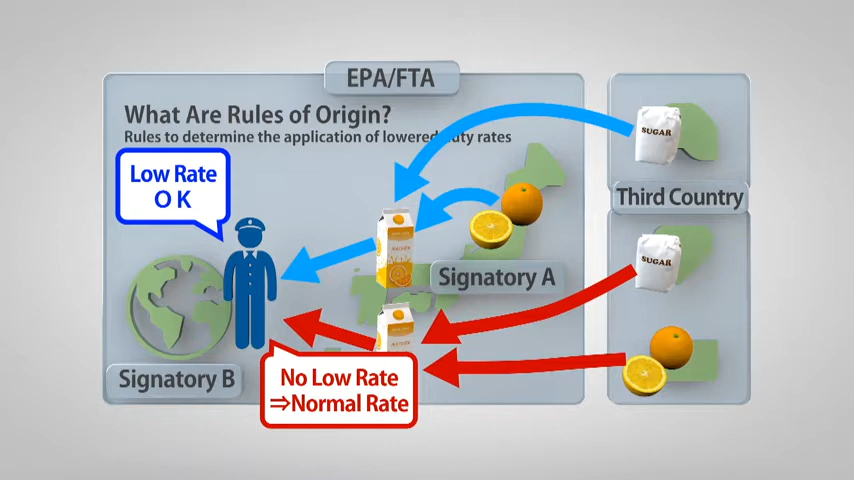 EPA/FTA
What Are Rules of Origin?
Rules to determine the application of lowered duty rates
Low Rate
O K
SUGAR
Third Country
SUGAR
Signatory A
Signatory B
No Low Rate
⇒Normal Rate